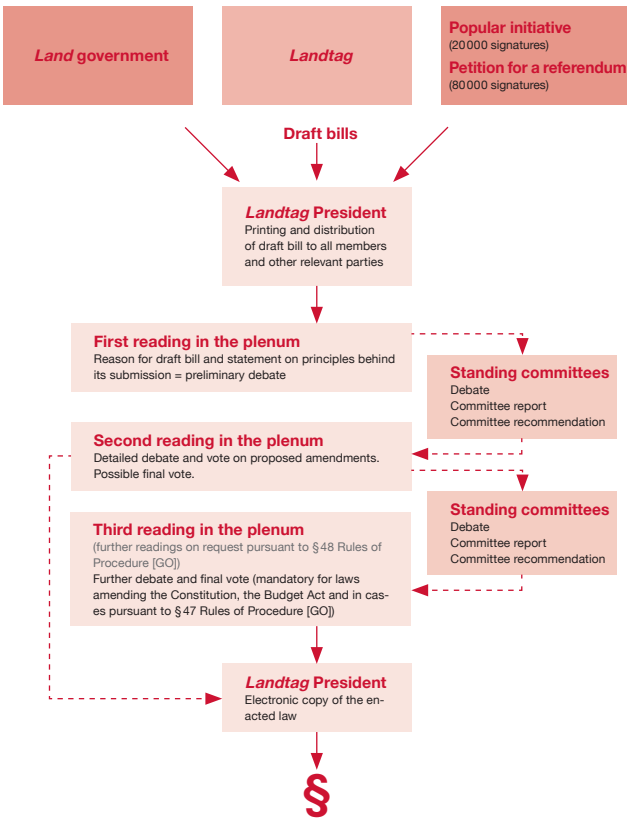 Land government
Landtag
Popular initiative
(20 000 signatures)
Petition for a referendum
(80 000 signatures)
Draft bills
Landtag President
Printing and distribution
of draft bill to all members
and other relevant parties
First reading in the plenum
Reason for draft bill and statement on principles behind
its submission = preliminary debate
Standing committees
Debate
Committee report
Committee recommendation
Second reading in the plenum
Detailed debate and vote on proposed amendments.
Possible final vote.
Standing committees
Debate
Committee report
Committee recommendation
Third reading in the plenum
(further readings on request pursuant to § 48 Rules of
Procedure [GO])
Further debate and final vote (mandatory for laws
amending the Constitution, the Budget Act and in cas-
es pursuant to § 47 Rules of Procedure [GO])
Landtag President
Electronic copy of the en-
acted law
§